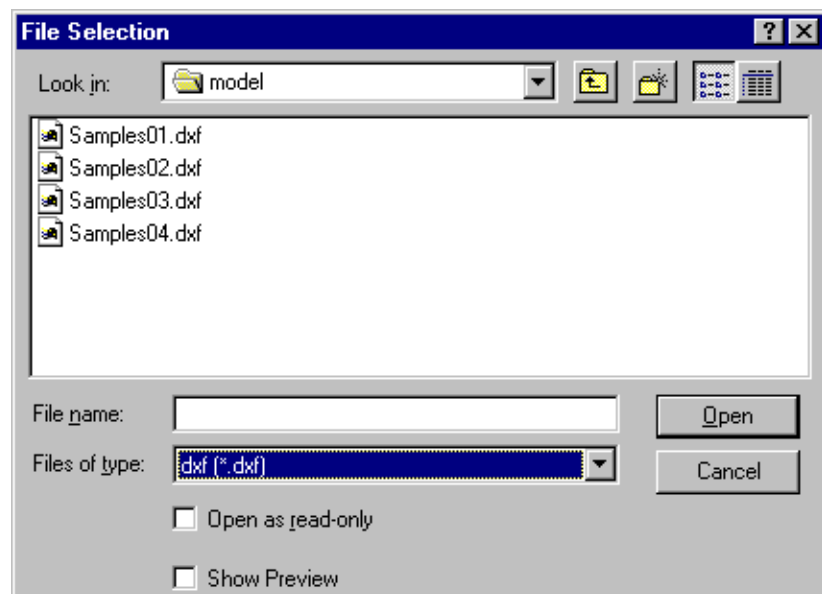 File Selection
Look in: model
Samples01.dxf
Samples02.dxf
Samples03.dxf
Samples04.dxf
File name:
Open
Files of type: dxf (*.dxf)
Cancel
Open as read-only
Show Preview